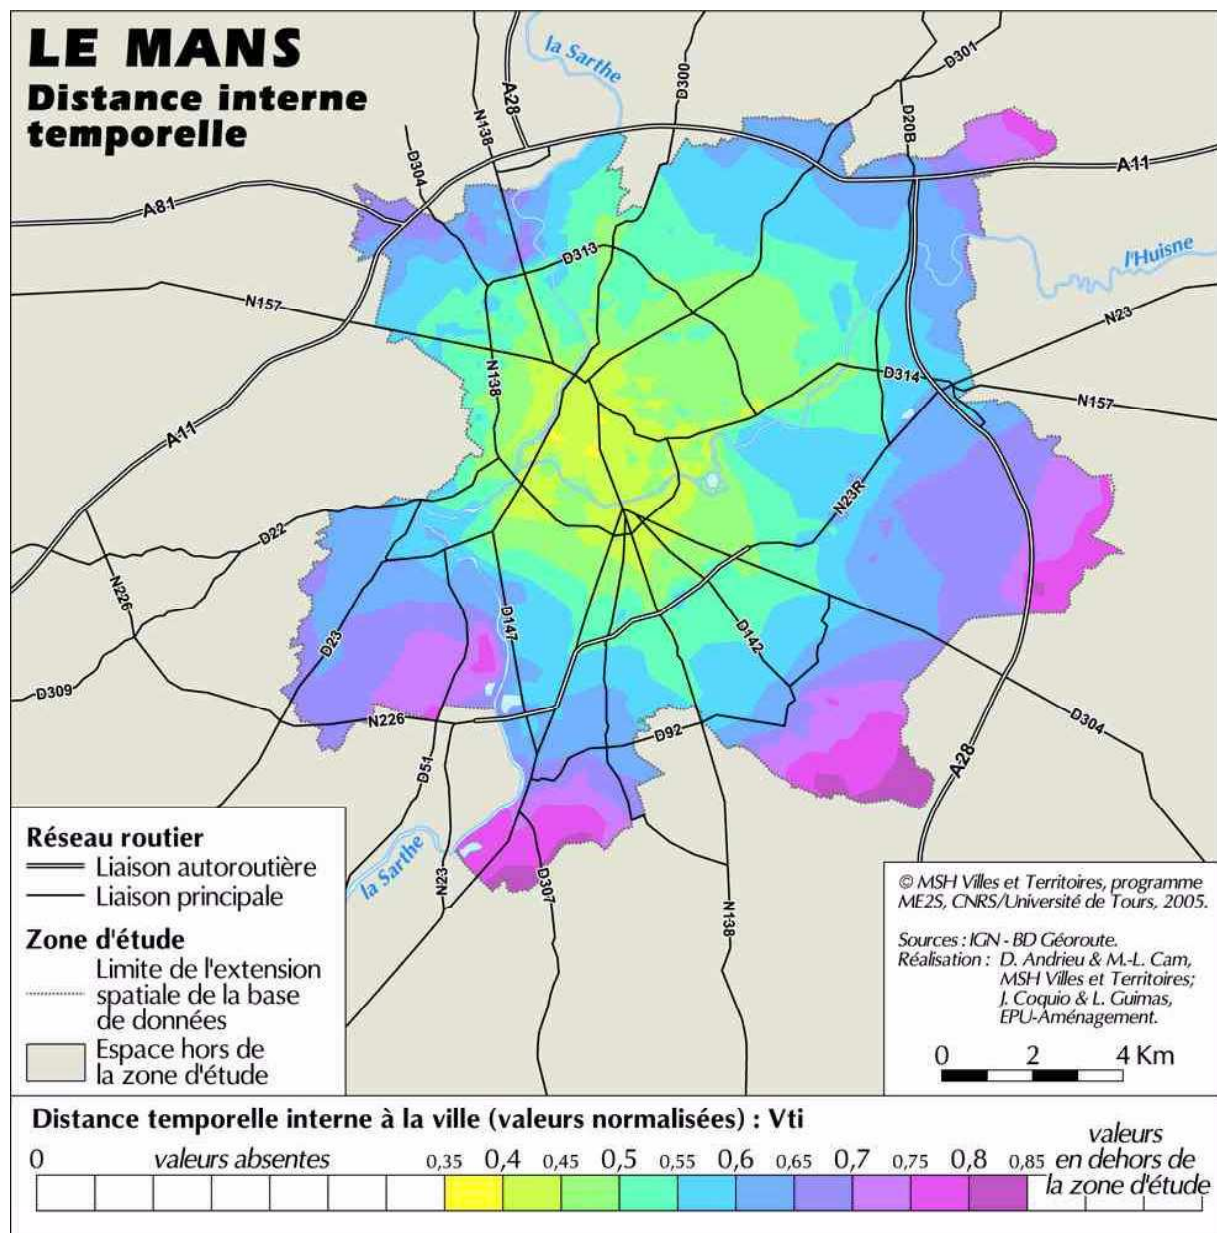 LE MANS
Distance interne
temporelle
la Sarthe
A28
N138
D304
D300
D301
D20B
A11
A81
D313
l'Huisne
N157
N23
N138
D314
N157
A11
N23R
D22
N226
D23
D147
D142
D309
N226
D92
D304
D51
A28
la Sarthe
N23
D307
N138
Réseau routier
Liaison autoroutière
Liaison principale
Zone d'étude
Limite de l'extension
spatiale de la base
de données
Espace hors de
la zone d'étude
© MSH Villes et Territoires, programme
ME2S, CNRS/Université de Tours, 2005.
Sources : IGN - BD Géoroute.
Réalisation : D. Andrieu & M.-L. Cam,
MSH Villes et Territoires;
J. Coquio & L. Guimas,
EPU-Aménagement.
0 2 4 Km
Distance temporelle interne à la ville (valeurs normalisées) : Vti
0 valeurs absentes 0,35 0,4 0,45 0,5 0,55 0,6 0,65 0,7 0,75 0,8 0,85
valeurs
en dehors de
la zone d'étude